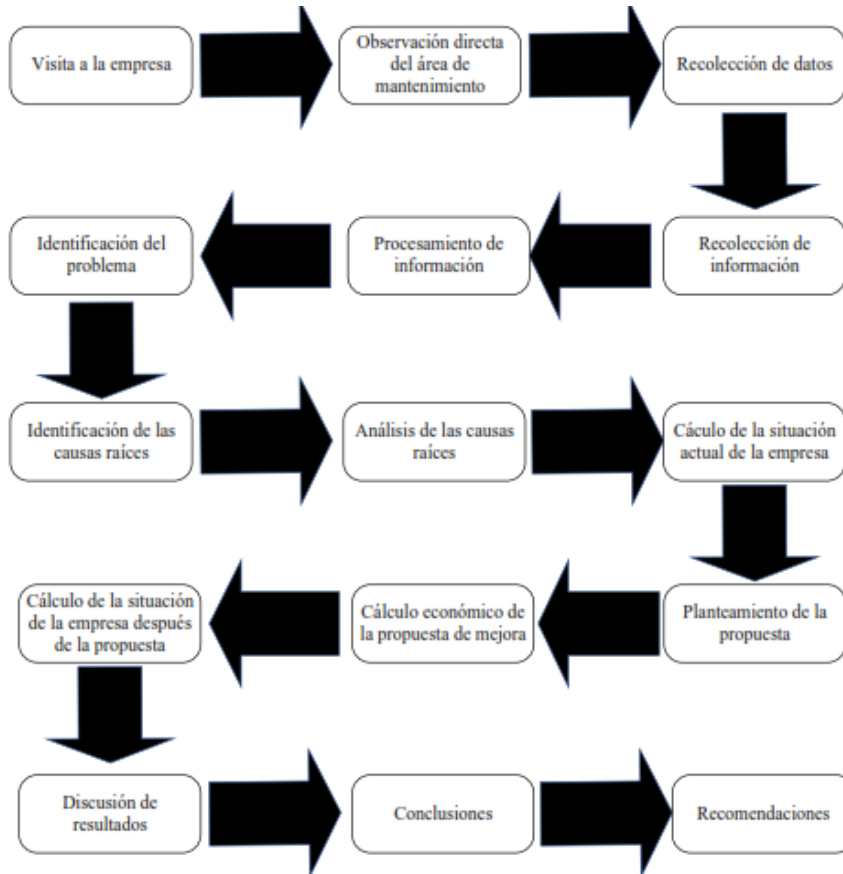 Visita a la empresa
Observación directa
del área de
mantenimiento
Recolección de datos
Recolección de
información
Procesamiento de
información
Identificación del
problema
Identificación de las
causas raíces
Análisis de las causas
raíces
Cáculo de la situación
actual de la empresa
Planteamiento de la
propuesta
Cálculo económico de
la propuesta de mejora
Cálculo de la situación
de la empresa después
de la propuesta
Discusión de
resultados
Conclusiones
Recomendaciones